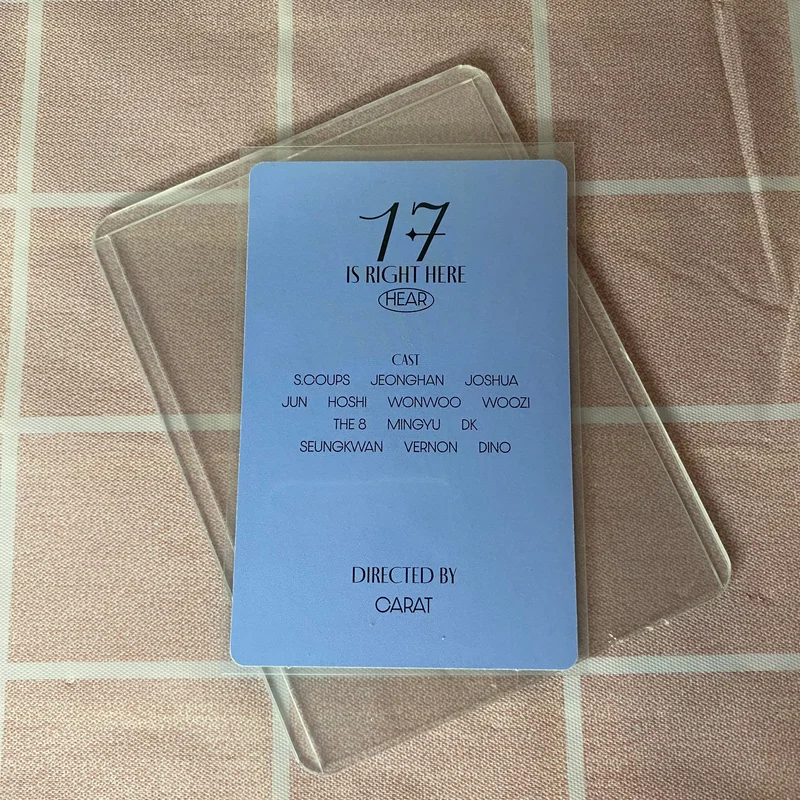 17
IS RIGHT HERE
HEAR
CAST
S.COUPS JEONGHAN JOSHUA
JUN HOSHI WONWOO WOOZI
THE 8 MINGYU DK
SEUNGKWAN VERNON DINO
DIRECTED BY
CARAT